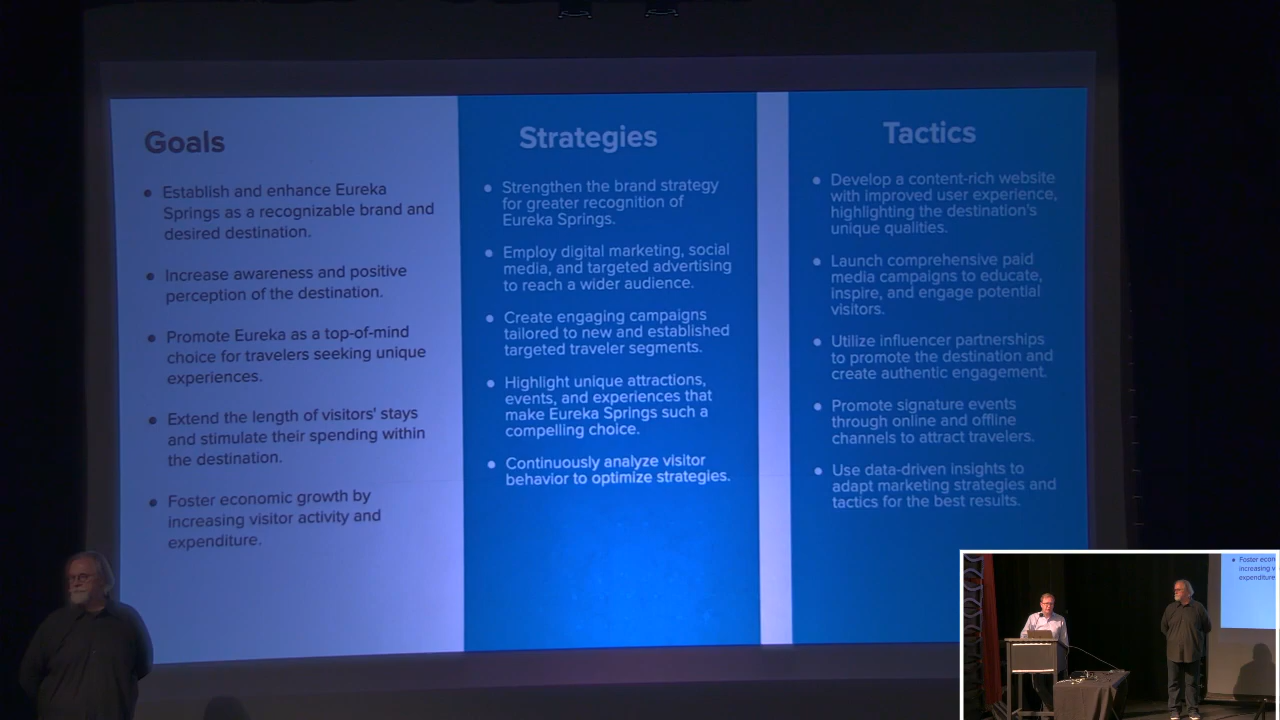 Goals
• Establish and enhance Eureka
Springs as a recognizable brand and
desired destination.
• Increase awareness and positive
perception of the destination.
• Promote Eureka as a top-of-mind
choice for travelers seeking unique
experiences.
• Extend the length of visitors' stays
and stimulate their spending within
the destination.
• Foster economic growth by
increasing visitor activity and
expenditure.
Strategies
• Strengthen the brand strategy
for greater recognition of
Eureka Springs.
• Employ digital marketing, social
media, and targeted advertising
to reach a wider audience.
• Create engaging campaigns
tailored to new and established
targeted traveler segments.
• Highlight unique attractions,
events, and experiences that
make Eureka Springs such a
compelling choice.
• Continuously analyze visitor
behavior to optimize strategies.
Tactics
• Develop a content-rich website
with improved user experience,
highlighting the destination's
unique qualities.
• Launch comprehensive paid
media campaigns to educate,
inspire, and engage potential
visitors.
• Utilize influencer partnerships
to promote the destination and
create authentic engagement.
• Promote signature events
through online and offline
channels to attract travelers.
• Use data-driven insights to
adapt marketing strategies and
tactics for the best results.
• Foster econ
increasing v
expenditure